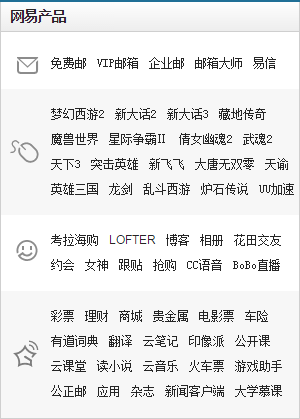 网易产品
免费邮 VIP邮箱 企业邮 邮箱大师 易信
梦幻西游2 新大话2 新大话3 藏地传奇
魔兽世界 星际争霸II 倩女幽魂2 武魂2
天下3 突击英雄 新飞飞 大唐无双零 天谕
英雄三国 龙剑 乱斗西游 炉石传说 UU加速
考拉海购 LOFTER 博客 相册 花田交友
约会 女神 跟贴 抢购 CC语音 BoBo直播
彩票 理财 商城 贵金属 电影票 车险
有道词典 翻译 云笔记 印像派 公开课
云课堂 读小说 云音乐 火车票 游戏助手
公正邮 应用 杂志 新闻客户端 大学慕课